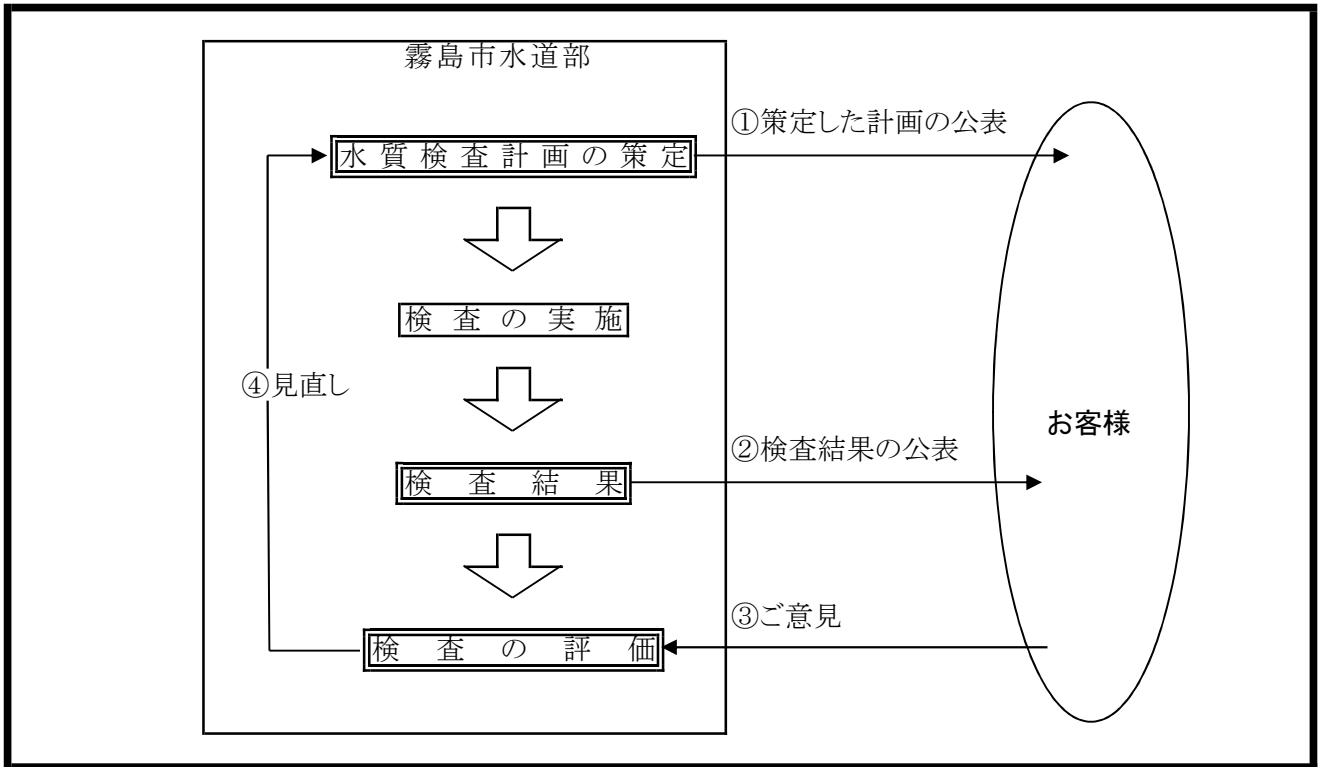 霧島市水道部
①策定した計画の公表
水質検査計画の策定
検査の実施
④見直し
お客様
②検査結果の公表
検査結果
③ご意見
検査の評価